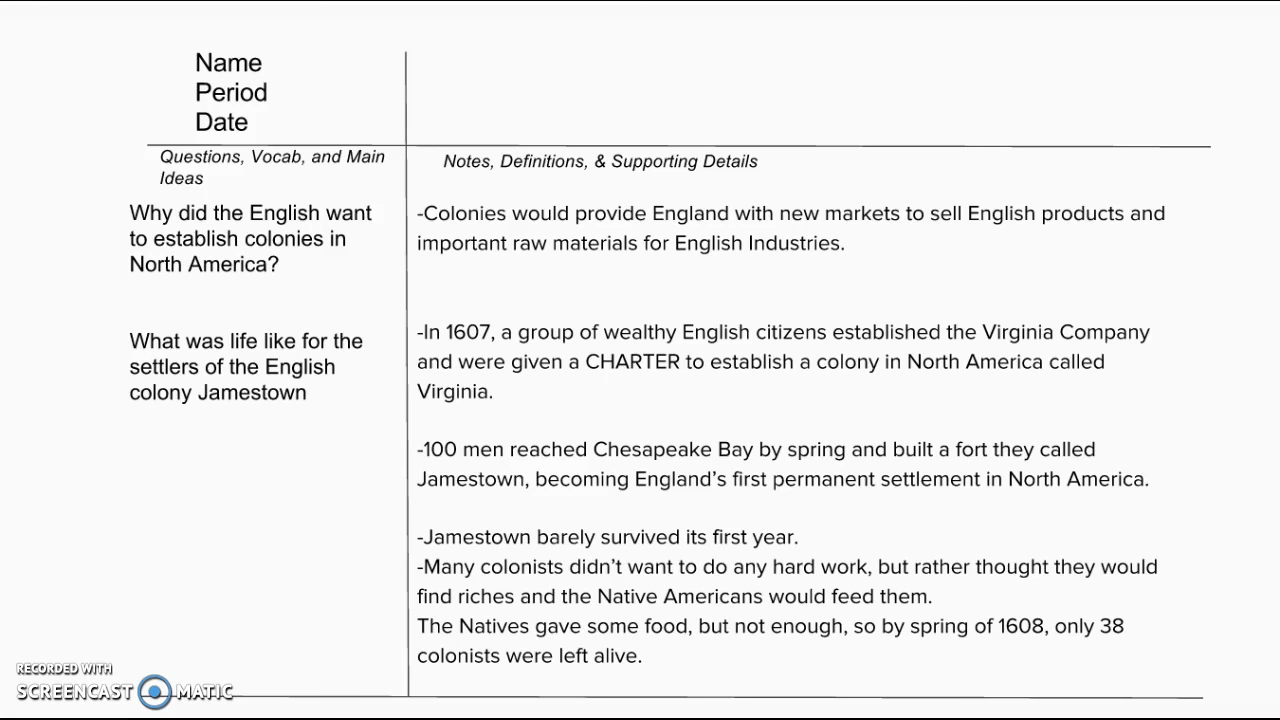 Name
Period
Date
Questions, Vocab, and Main
Ideas
Notes, Definitions, & Supporting Details
Why did the English want
to establish colonies in
North America?
-Colonies would provide England with new markets to sell English products and
important raw materials for English Industries.
What was life like for the
settlers of the English
colony Jamestown
-In 1607, a group of wealthy English citizens established the Virginia Company
and were given a CHARTER to establish a colony in North America called
Virginia.
-100 men reached Chesapeake Bay by spring and built a fort they called
Jamestown, becoming England’s first permanent settlement in North America.
-Jamestown barely survived its first year.
-Many colonists didn’t want to do any hard work, but rather thought they would
find riches and the Native Americans would feed them.
The Natives gave some food, but not enough, so by spring of 1608, only 38
colonists were left alive.
RECORDED WITH
SCREENCAST MATIC